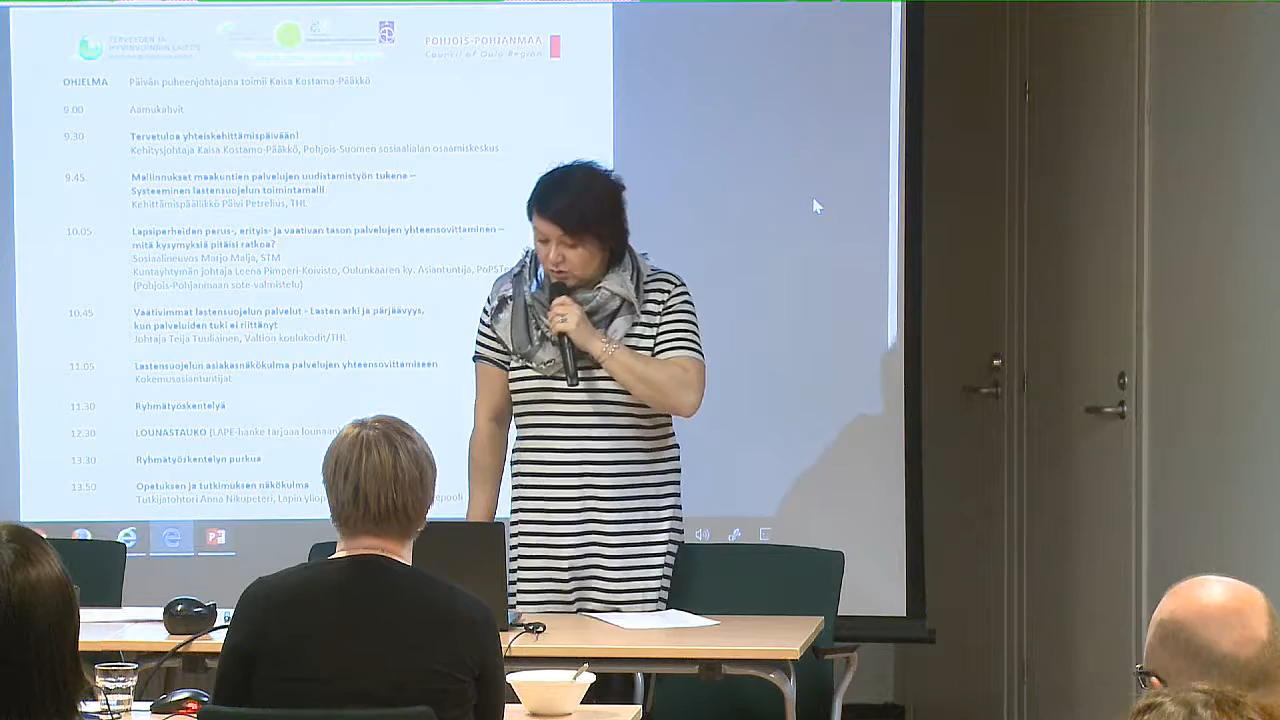 TERVEYDEN JA
HYVINVOINNIN LAITOS
POHJOIS-POHJANMAA
Council of Oulu Region
OHJELMA Päivän puheenjohtajana toimii Kaisa Kostamo-Pääkkö
9.00 Aamukahvit
9.30 Tervetuloa yhteiskehittämispäivään!
Kehitysjohtaja Kaisa Kostamo-Pääkkö, Pohjois-Suomen sosiaalialan osaamiskeskus
9.45 Mallinnukset maakuntien palvelujen uudistamistyön tukena –
Systeeminen lastensuojelun toimintamalli
Kehittämispäällikkö Päivi Petrelius, THL
10.05 Lapsiperheiden perus-, erityis- ja vaativan tason palvelujen yhteensovittaminen –
mitä kysymyksiä pitäisi ratkoa?
Sosiaalineuvos Marjo Malja, STM
Kuntayhtymän johtaja Leena Pimperi-Koivisto, Oulunkaaren ky. Asiantuntija, PoPSTer
(Pohjois-Pohjanmaan sote-valmistelu)
10.45 Vaativimmat lastensuojelun palvelut - Lasten arki ja pärjäävyys,
kun palveluiden tuki ei riittänyt
Johtaja Teija Tuuliainen, Valtion koulukodit/THL
11.05 Lastensuojelun asiakasnäkökulma palvelujen yhteensovittamiseen
Kokemusasiantuntijat
11.30 Ryhmätyöskentelyä
12.30 LOUNASTAUKO (LAPE-hanke tarjoaa lounaan)
13.30 Ryhmätyöskentelyn purkua
13.50 Opetuksen ja tutkimuksen näkökulma
Tutkijatohtori Anna Nikupeteri, Lapin yliop